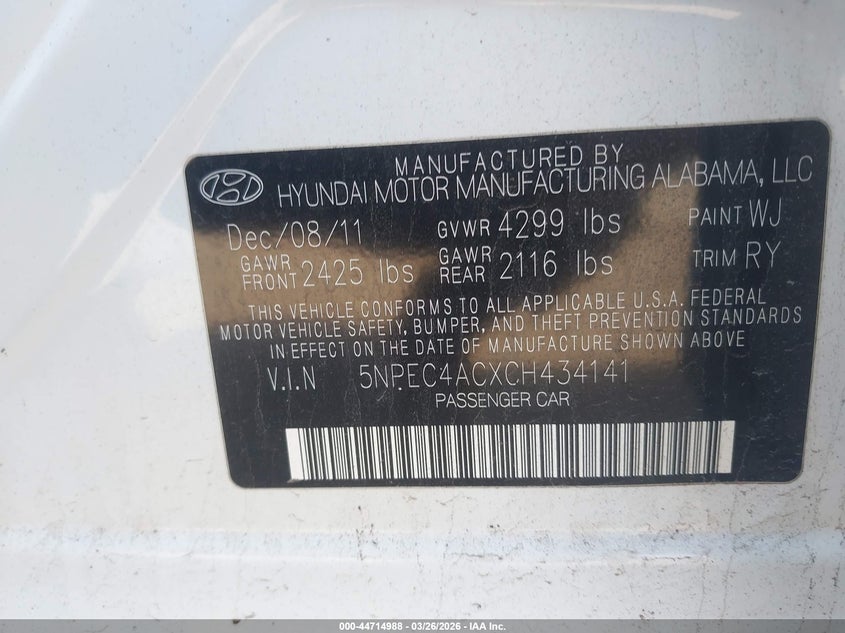 MANUFACTURED BY
HYUNDAI MOTOR MANUFACTURING ALABAMA, LLC
Dec/08/11 GVWR 4299 lbs PAINT WJ
GAWR FRONT 2425 lbs GAWR REAR 2116 lbs TRIM RY
THIS VEHICLE CONFORMS TO ALL APPLICABLE U.S.A. FEDERAL
MOTOR VEHICLE SAFETY, BUMPER, AND THEFT PREVENTION STANDARDS
IN EFFECT ON THE DATE OF MANUFACTURE SHOWN ABOVE
V.I.N 5NPEC4ACXCH434141
PASSENGER CAR
000-44714988 | 03/26/2026 | IAA Inc.